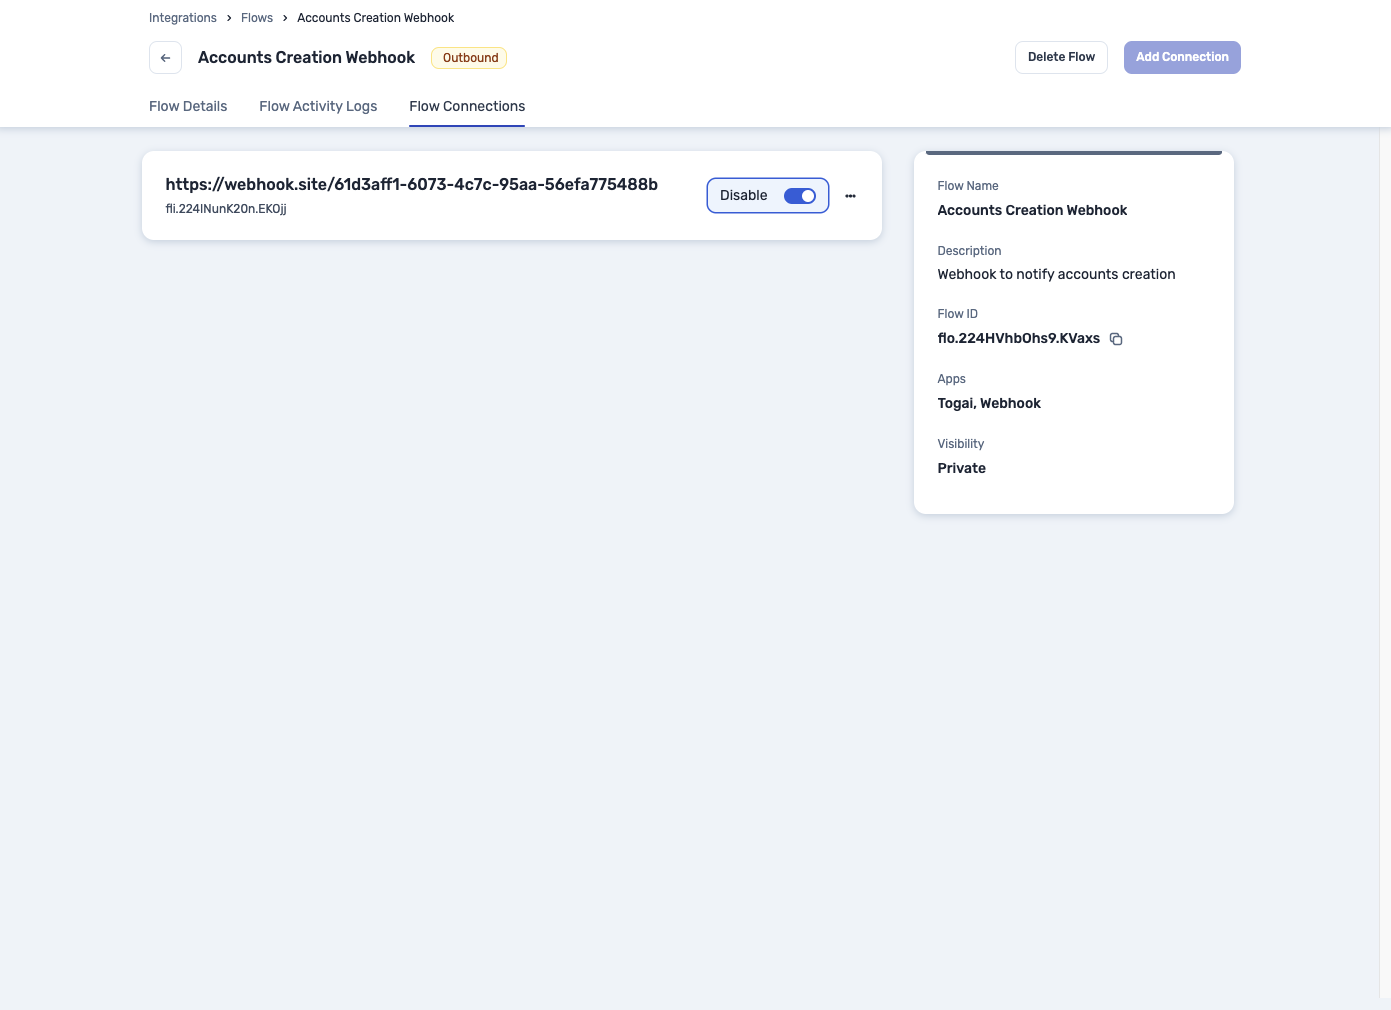 Integrations > Flows > Accounts Creation Webhook
Accounts Creation Webhook
Outbound
Delete Flow
Add Connection
Flow Details
Flow Activity Logs
Flow Connections
https://webhook.site/61d3aff1-6073-4c7c-95aa-56efa775488b
fli.224INunK20n.EK0jj
Disable
Flow Name
Accounts Creation Webhook
Description
Webhook to notify accounts creation
Flow ID
flo.224HVhbOhs9.KVaxs
Apps
Togai, Webhook
Visibility
Private